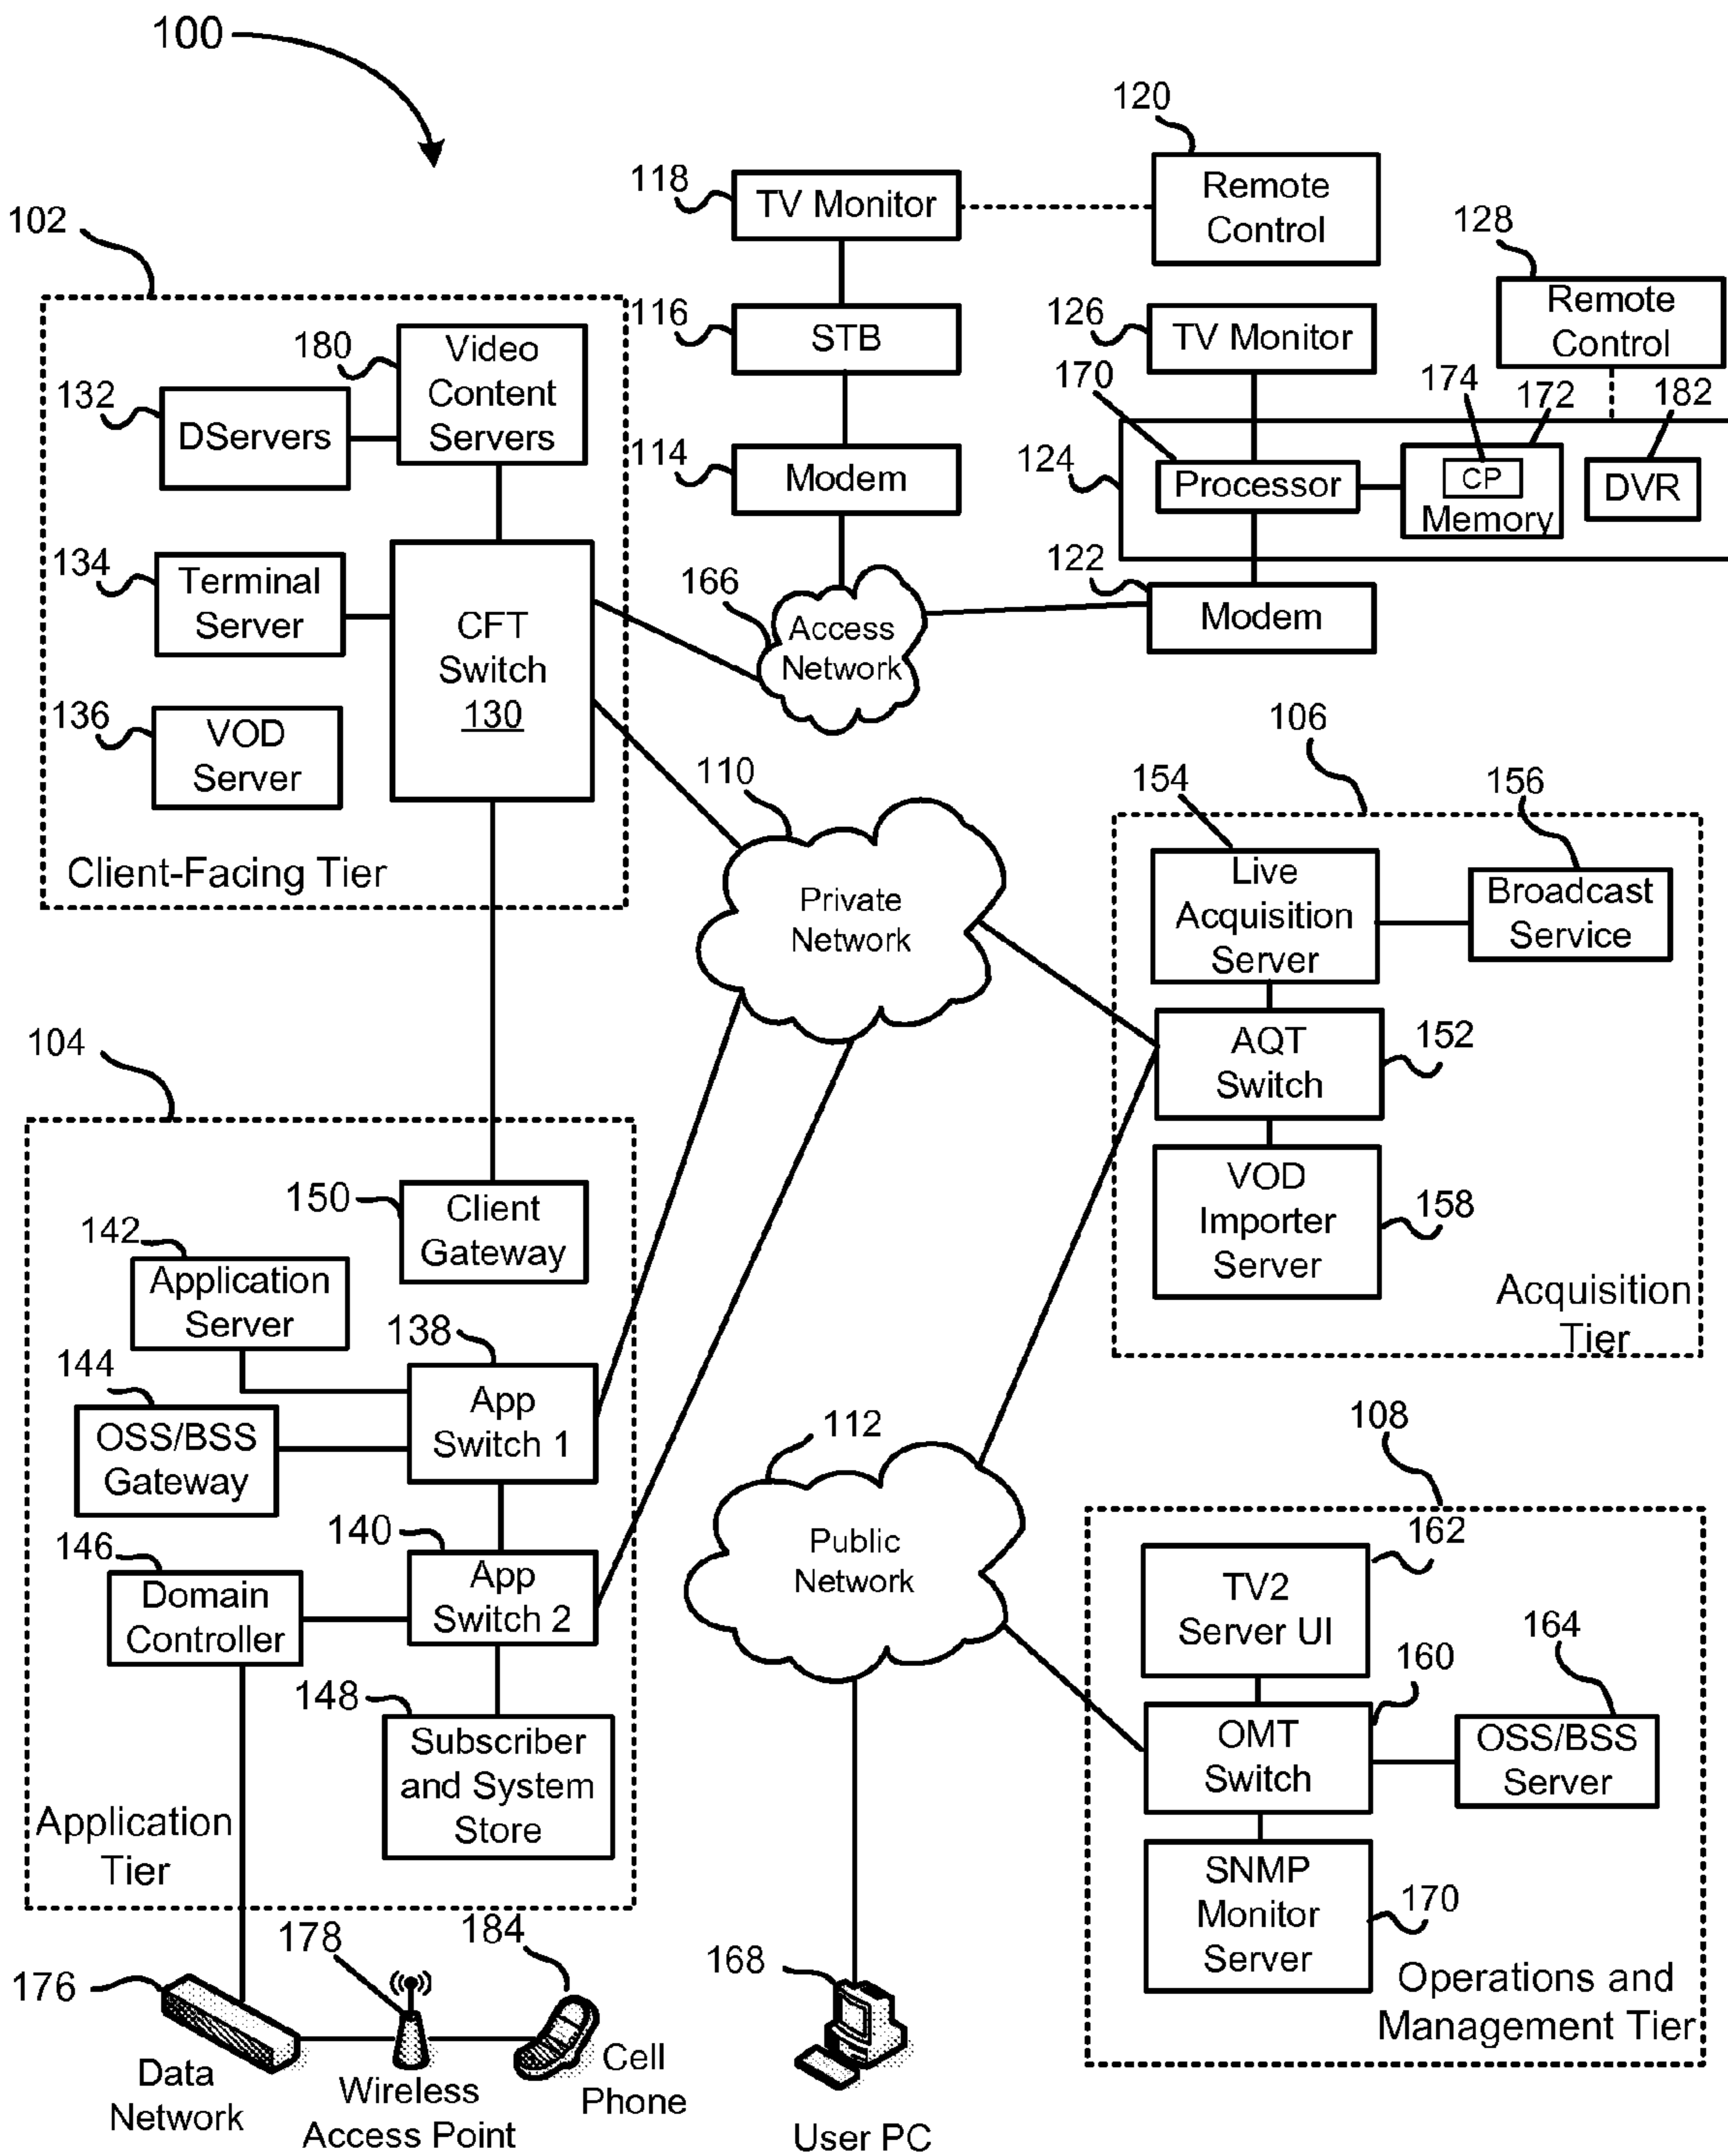 100
120
118
TV Monitor
Remote
Control
102
128
Remote
Control
116
STB
126
TV Monitor
180
Video
Content
Servers
132
DServers
170
174
172
182
114
Modem
124
Processor
CP
Memory
DVR
134
Terminal
Server
CFT
Switch
130
166
Access
Network
122
Modem
136
VOD
Server
Client-Facing Tier
110
Private
Network
106
154
156
Live
Acquisition
Server
Broadcast
Service
AQT
Switch
152
VOD
Importer
Server
158
Acquisition
Tier
104
150
Client
Gateway
142
Application
Server
138
App
Switch 1
144
OSS/BSS
Gateway
140
App
Switch 2
146
Domain
Controller
148
Subscriber
and System
Store
Application
Tier
112
Public
Network
108
162
TV2
Server UI
160
164
OMT
Switch
OSS/BSS
Server
SNMP
Monitor
Server
170
Operations and
Management Tier
176
178
184
168
Data
Network
Wireless
Access Point
Cell
Phone
User PC